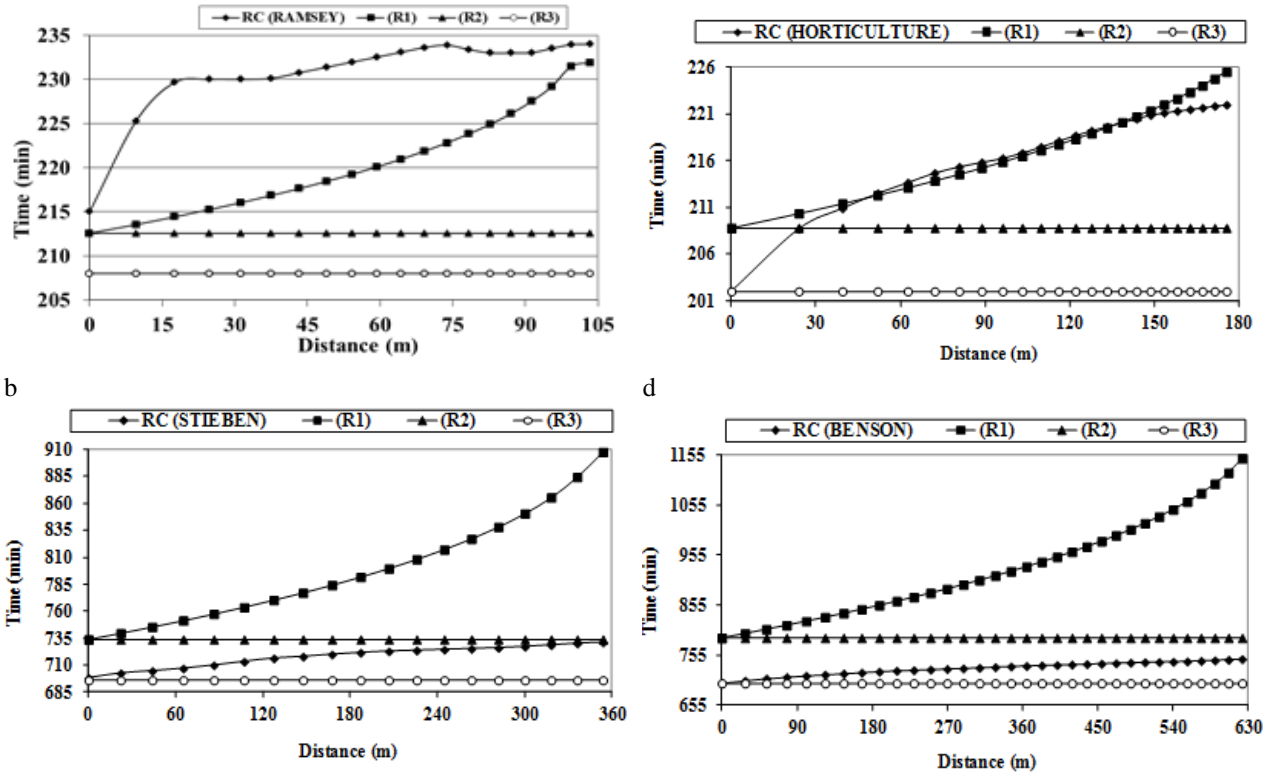 RC (RAMSEY) (R1) (R2) (R3)
235
230
225
220
215
210
205
Time (min)
0 15 30 45 60 75 90 105
Distance (m)
RC (HORTICULTURE) (R1) (R2) (R3)
226
221
216
211
206
201
Time (min)
0 30 60 90 120 150 180
Distance (m)
b
d
RC (STIEBEN) (R1) (R2) (R3)
910
885
860
835
810
785
760
735
710
685
Time (min)
0 60 120 180 240 300 360
Distance (m)
RC (BENSON) (R1) (R2) (R3)
1155
1055
955
855
755
655
Time (min)
0 90 180 270 360 450 540 630
Distance (m)